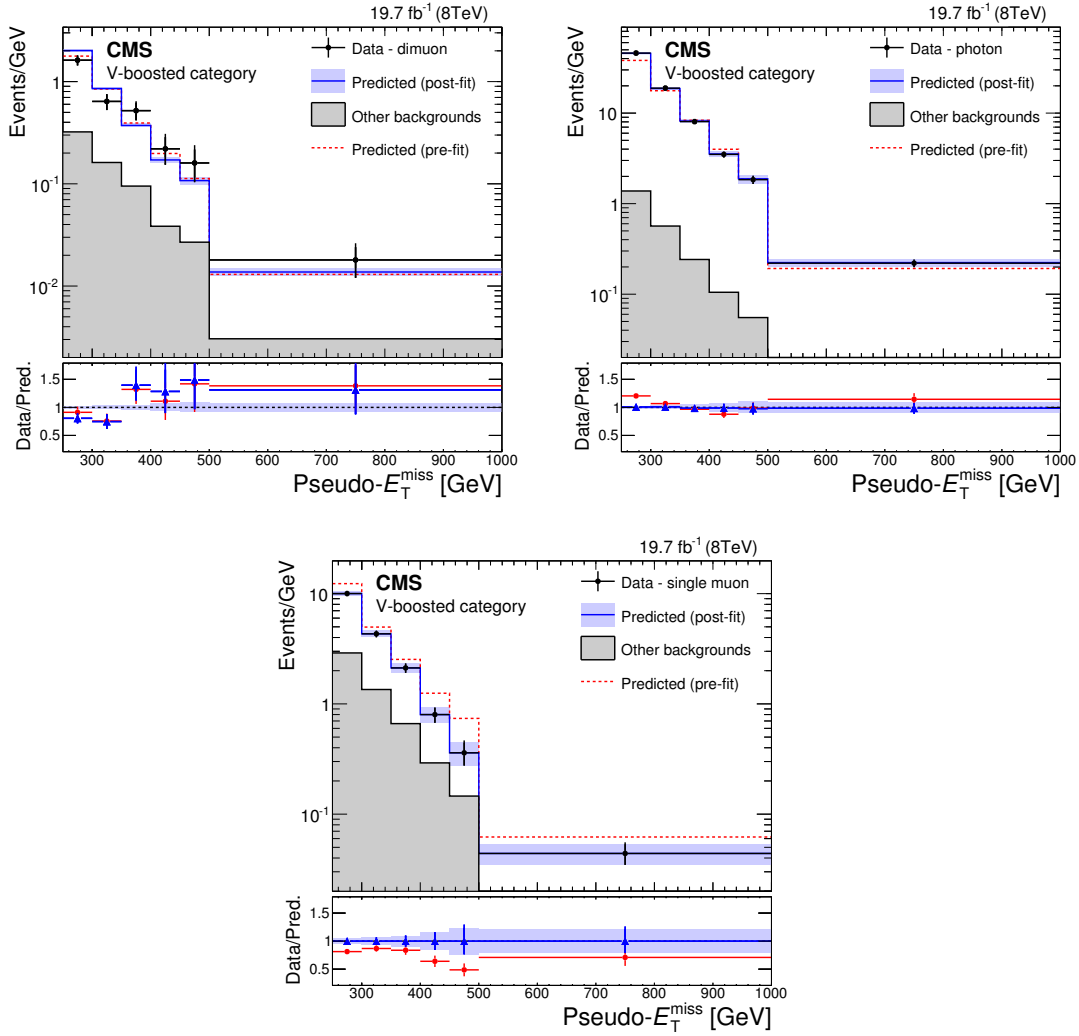 19.7 fb⁻¹ (8TeV)
CMS
V-boosted category
Data - dimuon
Predicted (post-fit)
Other backgrounds
Predicted (pre-fit)
Events/GeV
1
10⁻¹
10⁻²
Data/Pred.
1.5
1
0.5
300 400 500 600 700 800 900 1000
Pseudo-E_T^miss [GeV]
19.7 fb⁻¹ (8TeV)
CMS
V-boosted category
Data - photon
Predicted (post-fit)
Other backgrounds
Predicted (pre-fit)
Events/GeV
10
1
10⁻¹
Data/Pred.
1.5
1
0.5
300 400 500 600 700 800 900 1000
Pseudo-E_T^miss [GeV]
19.7 fb⁻¹ (8TeV)
CMS
V-boosted category
Data - single muon
Predicted (post-fit)
Other backgrounds
Predicted (pre-fit)
Events/GeV
10
1
10⁻¹
Data/Pred.
1.5
1
0.5
300 400 500 600 700 800 900 1000
Pseudo-E_T^miss [GeV]